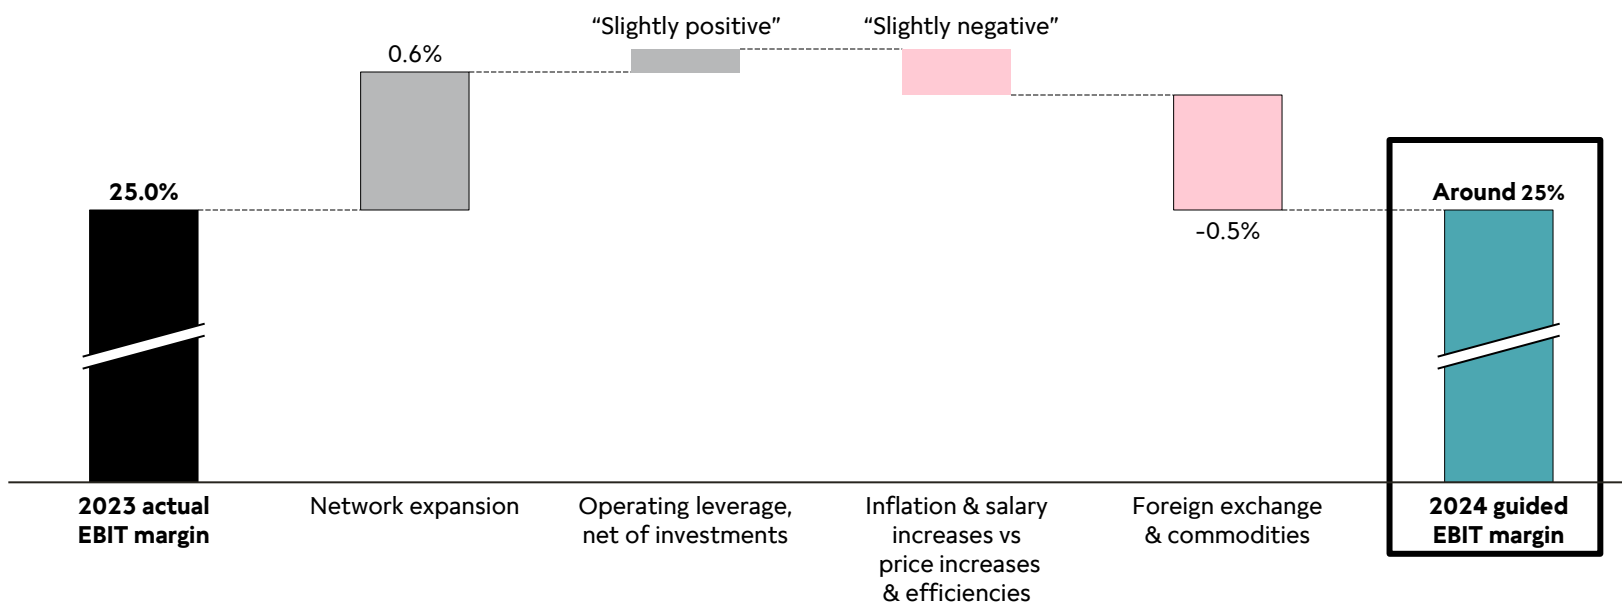 “Slightly positive”
“Slightly negative”
0.6%
25.0%
Around 25%
-0.5%
2023 actual
EBIT margin
Network expansion
Operating leverage,
net of investments
Inflation & salary
increases vs
price increases
& efficiencies
Foreign exchange
& commodities
2024 guided
EBIT margin